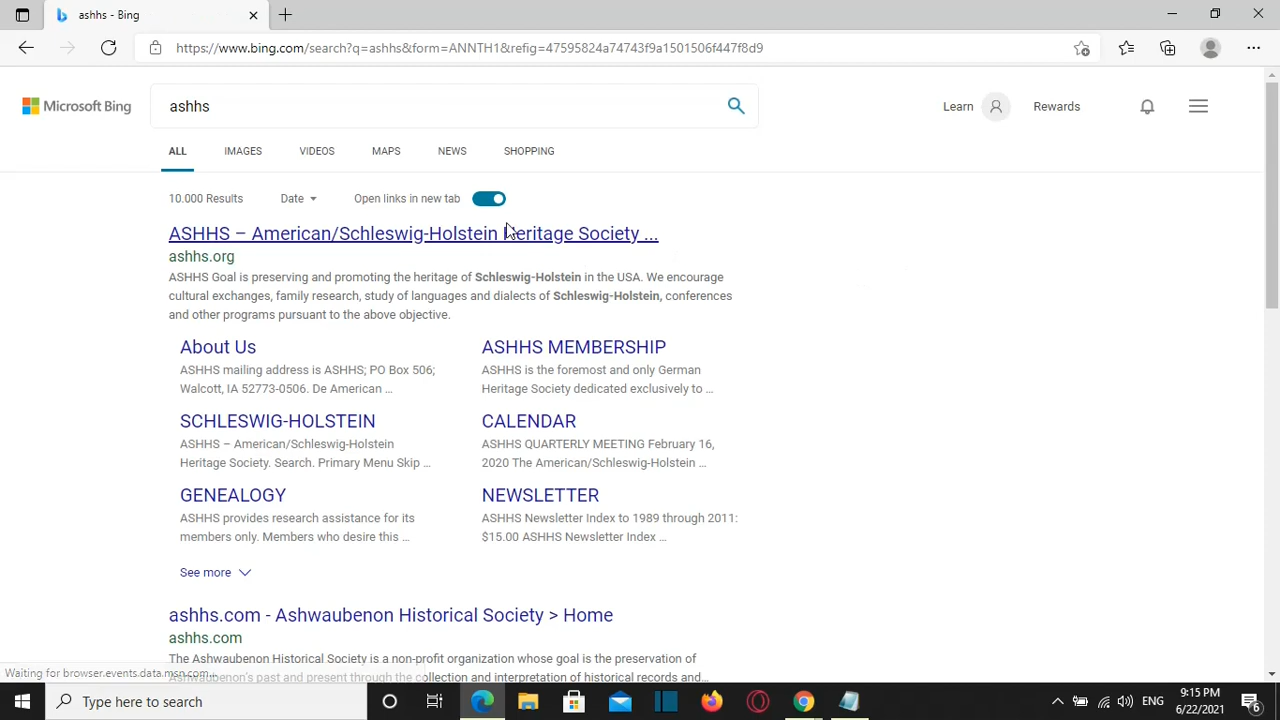 ashhs - Bing
https://www.bing.com/search?q=ashhs&form=ANNTH1&refig=47595824a74743f9a1501506f447f8d9
Microsoft Bing
ashhs
Learn
Rewards
ALL
IMAGES
VIDEOS
MAPS
NEWS
SHOPPING
10.000 Results
Date
Open links in new tab
ASHHS – American/Schleswig-Holstein Heritage Society ...
ashhs.org
ASHHS Goal is preserving and promoting the heritage of Schleswig-Holstein in the USA. We encourage
cultural exchanges, family research, study of languages and dialects of Schleswig-Holstein, conferences
and other programs pursuant to the above objective.
About Us
ASHHS mailing address is ASHHS; PO Box 506;
Walcott, IA 52773-0506. De American ...
ASHHS MEMBERSHIP
ASHHS is the foremost and only German
Heritage Society dedicated exclusively to ...
SCHLESWIG-HOLSTEIN
ASHHS – American/Schleswig-Holstein
Heritage Society. Search. Primary Menu Skip ...
CALENDAR
ASHHS QUARTERLY MEETING February 16,
2020 The American/Schleswig-Holstein ...
GENEALOGY
ASHHS provides research assistance for its
members only. Members who desire this ...
NEWSLETTER
ASHHS Newsletter Index to 1989 through 2011:
$15.00 ASHHS Newsletter Index ...
See more
ashhs.com - Ashwaubenon Historical Society > Home
ashhs.com
The Ashwaubenon Historical Society is a non-profit organization whose goal is the preservation of
Ashwaubenon's past and present through the collection and interpretation of historical records and...
Waiting for browser.events.data.msn.com...
Type here to search
ENG
9:15 PM
6/22/2021
6